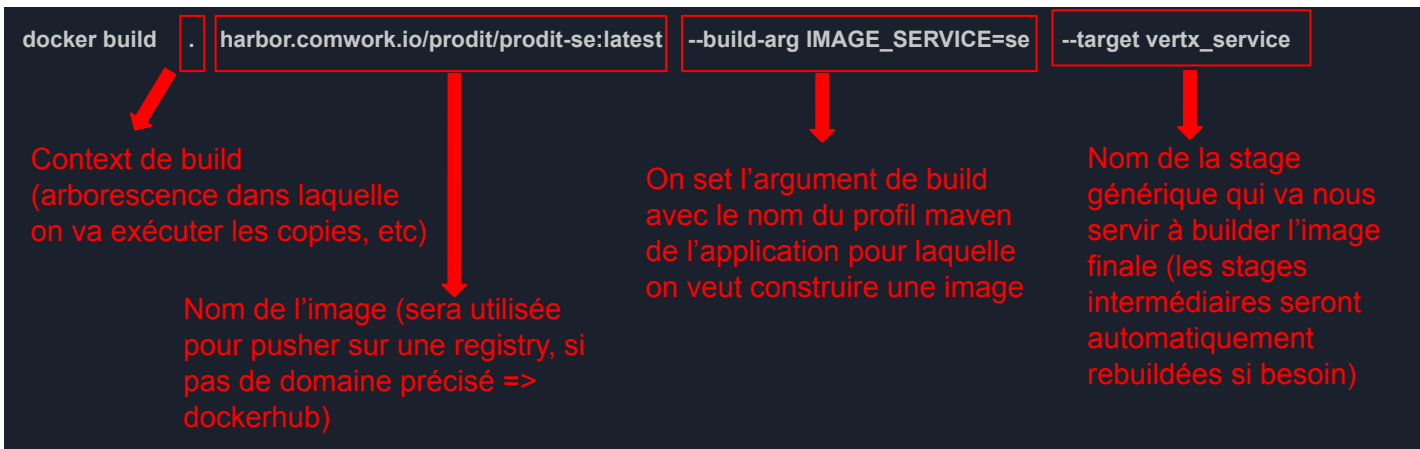 docker build . harbor.comwork.io/prodit/prodit-se:latest --build-arg IMAGE_SERVICE=se --target vertx_service
Context de build
(arborescence dans laquelle
on va exécuter les copies, etc)
Nom de l'image (sera utilisée
pour pusher sur une registry, si
pas de domaine précisé =>
dockerhub)
On set l'argument de build
avec le nom du profil maven
de l'application pour laquelle
on veut construire une image
Nom de la stage
générique qui va nous
servir à builder l'image
finale (les stages
intermédiaires seront
automatiquement
rebuildées si besoin)